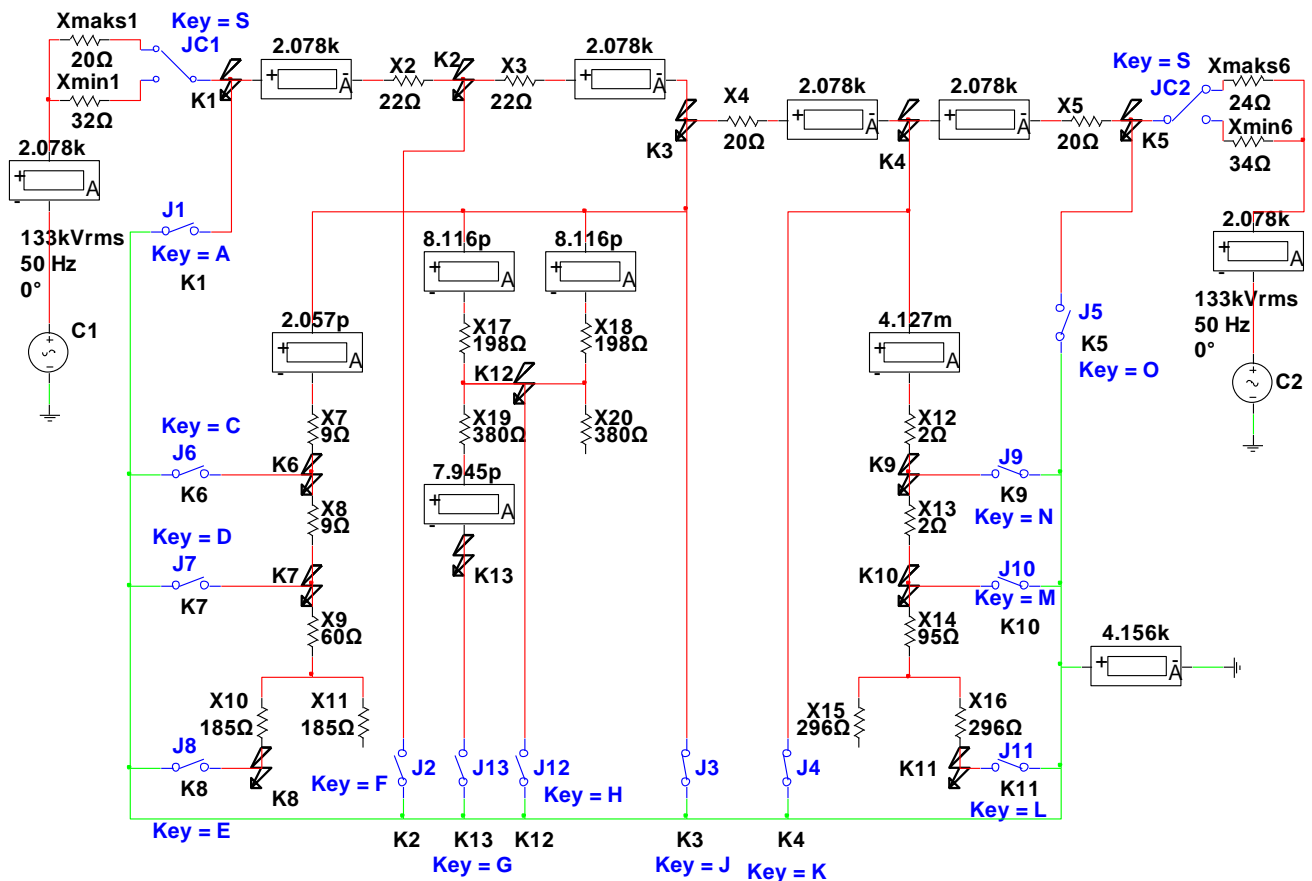 Xmaks1
20Ω
Xmin1
32Ω
Key = S
JC1
K1
2.078k
+
A
X2
22Ω
K2
X3
22Ω
2.078k
+
A
K3
X4
20Ω
2.078k
+
A
K4
2.078k
+
A
X5
20Ω
K5
Key = S
JC2
Xmaks6
24Ω
Xmin6
34Ω
2.078k
+
A
-
133kVrms
50 Hz
0°
C1
J1
Key = A
K1
8.116p
+
A
-
8.116p
+
A
-
2.078k
+
A
-
133kVrms
50 Hz
0°
C2
2.057p
+
A
-
X17
198Ω
X18
198Ω
4.127m
+
A
-
J5
K5
Key = O
K12
X7
9Ω
X19
380Ω
X20
380Ω
X12
2Ω
Key = C
J6
K6
K6
K9
J9
K9
Key = N
7.945p
+
A
-
X8
9Ω
X13
2Ω
Key = D
J7
K7
K7
K13
K10
J10
Key = M
K10
X9
60Ω
X14
95Ω
4.156k
+
A
X10
185Ω
X11
185Ω
X15
296Ω
X16
296Ω
J8
K8
K8
Key = E
Key = F
J2
J13
J12
Key = H
J3
J4
K11
J11
K11
Key = L
K2
K13
K12
Key = G
K3
Key = J
K4
Key = K